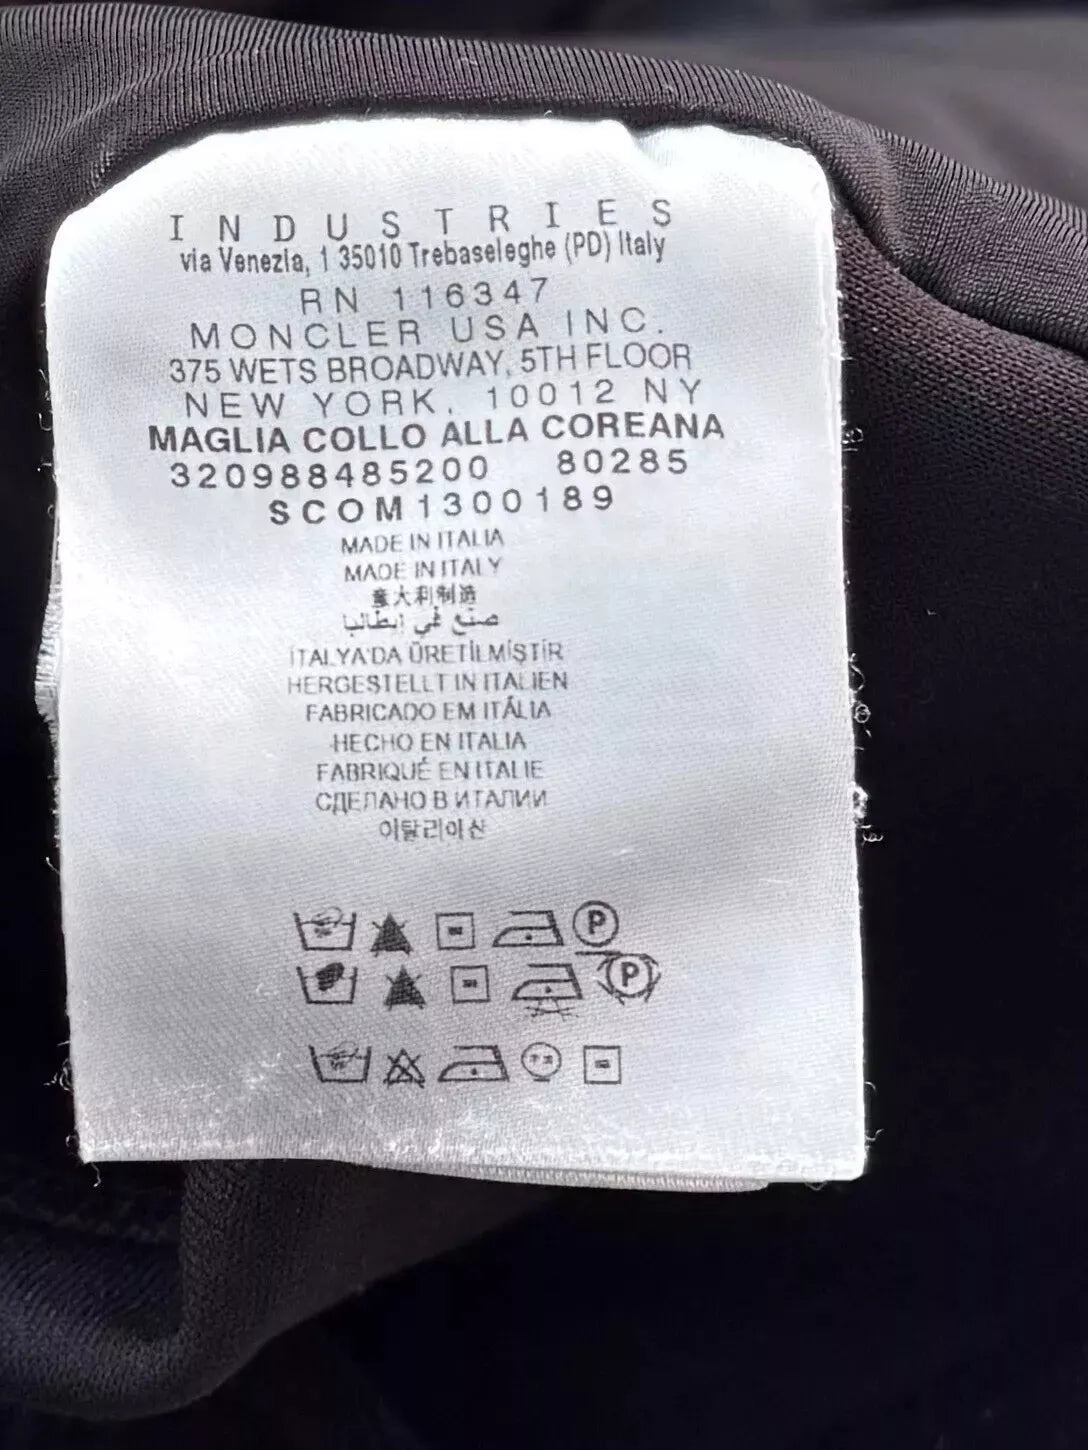 INDUSTRIES
via Venezia, 1 35010 Trebaseleghe (PD) Italy
RN 116347
MONCLER USA INC.
375 WETS BROADWAY, 5TH FLOOR
NEW YORK, 10012 NY
MAGLIA COLLO ALLA COREANA
320988485200 80285
SCOM1300189
MADE IN ITALIA
MADE IN ITALY
意大利制造
صنع في إيطاليا
İTALYA'DA ÜRETİLMİŞTİR
HERGESTELLT IN ITALIEN
FABRICADO EM ITÁLIA
HECHO EN ITALIA
FABRIQUÉ EN ITALIE
СДЕЛАНО В ИТАЛИИ
이탈리아산
P
P